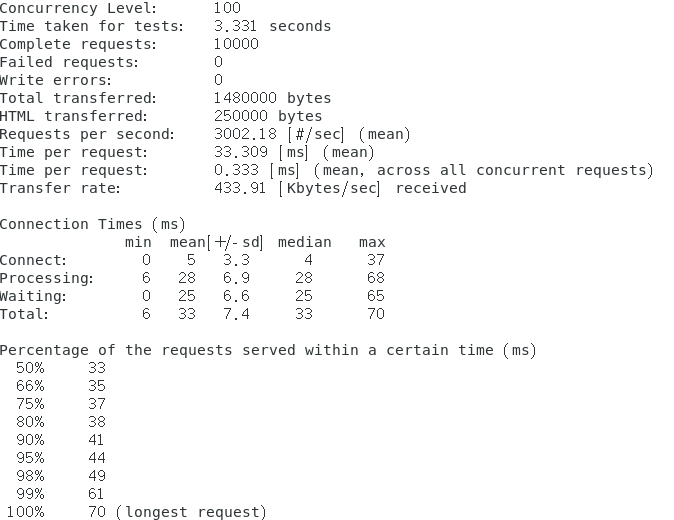 Concurrency Level:      100
Time taken for tests:   3.331 seconds
Complete requests:      10000
Failed requests:        0
Write errors:           0
Total transferred:      1480000 bytes
HTML transferred:       250000 bytes
Requests per second:    3002.18 [#/sec] (mean)
Time per request:       33.309 [ms] (mean)
Time per request:       0.333 [ms] (mean, across all concurrent requests)
Transfer rate:          433.91 [Kbytes/sec] received

Connection Times (ms)
              min  mean[+/-sd] median   max
Connect:        0    5   3.3      4      37
Processing:     6   28   6.9     28      68
Waiting:        0   25   6.6     25      65
Total:          6   33   7.4     33      70

Percentage of the requests served within a certain time (ms)
  50%     33
  66%     35
  75%     37
  80%     38
  90%     41
  95%     44
  98%     49
  99%     61
 100%     70 (longest request)